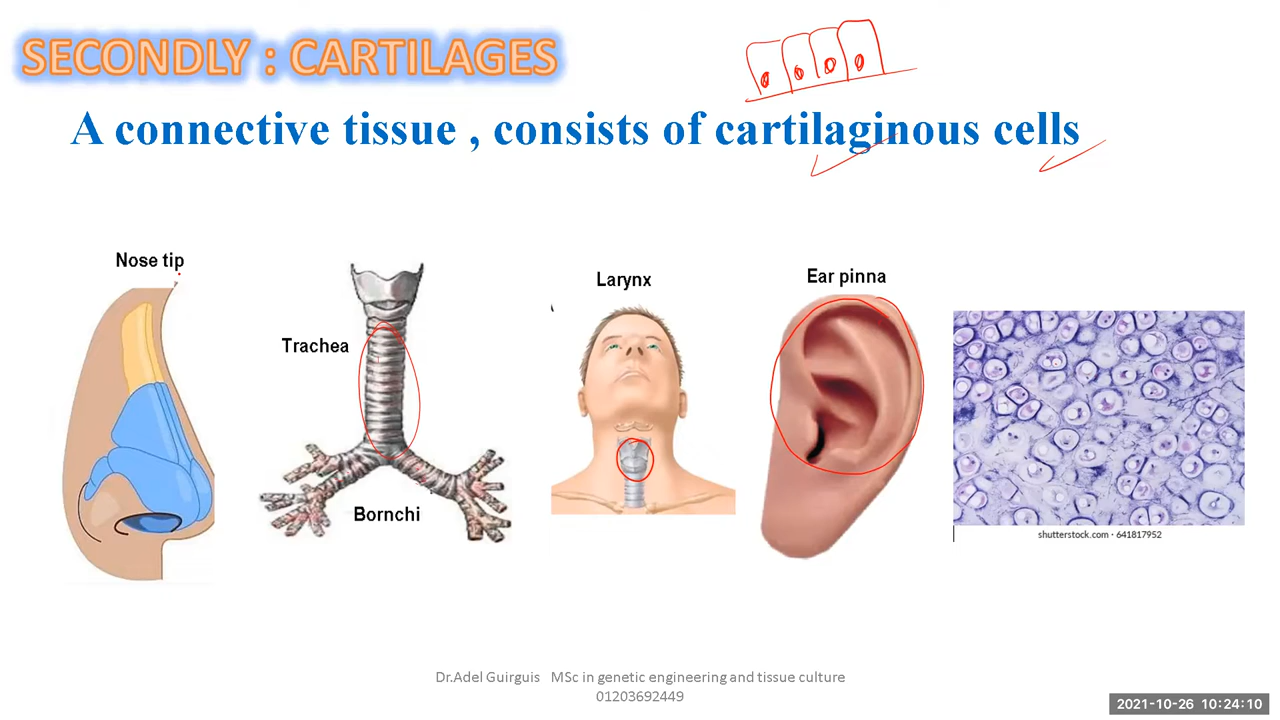 SECONDLY : CARTILAGES
A connective tissue , consists of cartilaginous cells
Nose tip
Trachea
Bornchi
Larynx
Ear pinna
shutterstock.com · 641817952
Dr.Adel Guirguis MSc in genetic engineering and tissue culture
01203692449
2021-10-26 10:24:10